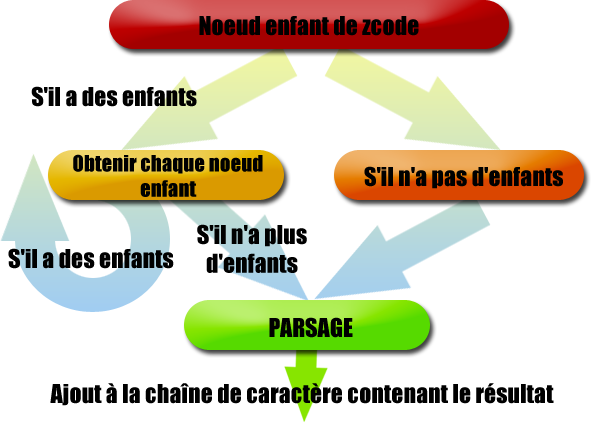 Noeud enfant de zcode
S'il a des enfants
Obtenir chaque noeud
enfant
S'il n'a pas d'enfants
S'il a des enfants
S'il n'a plus
d'enfants
PARSAGE
Ajout à la chaîne de caractère contenant le résultat